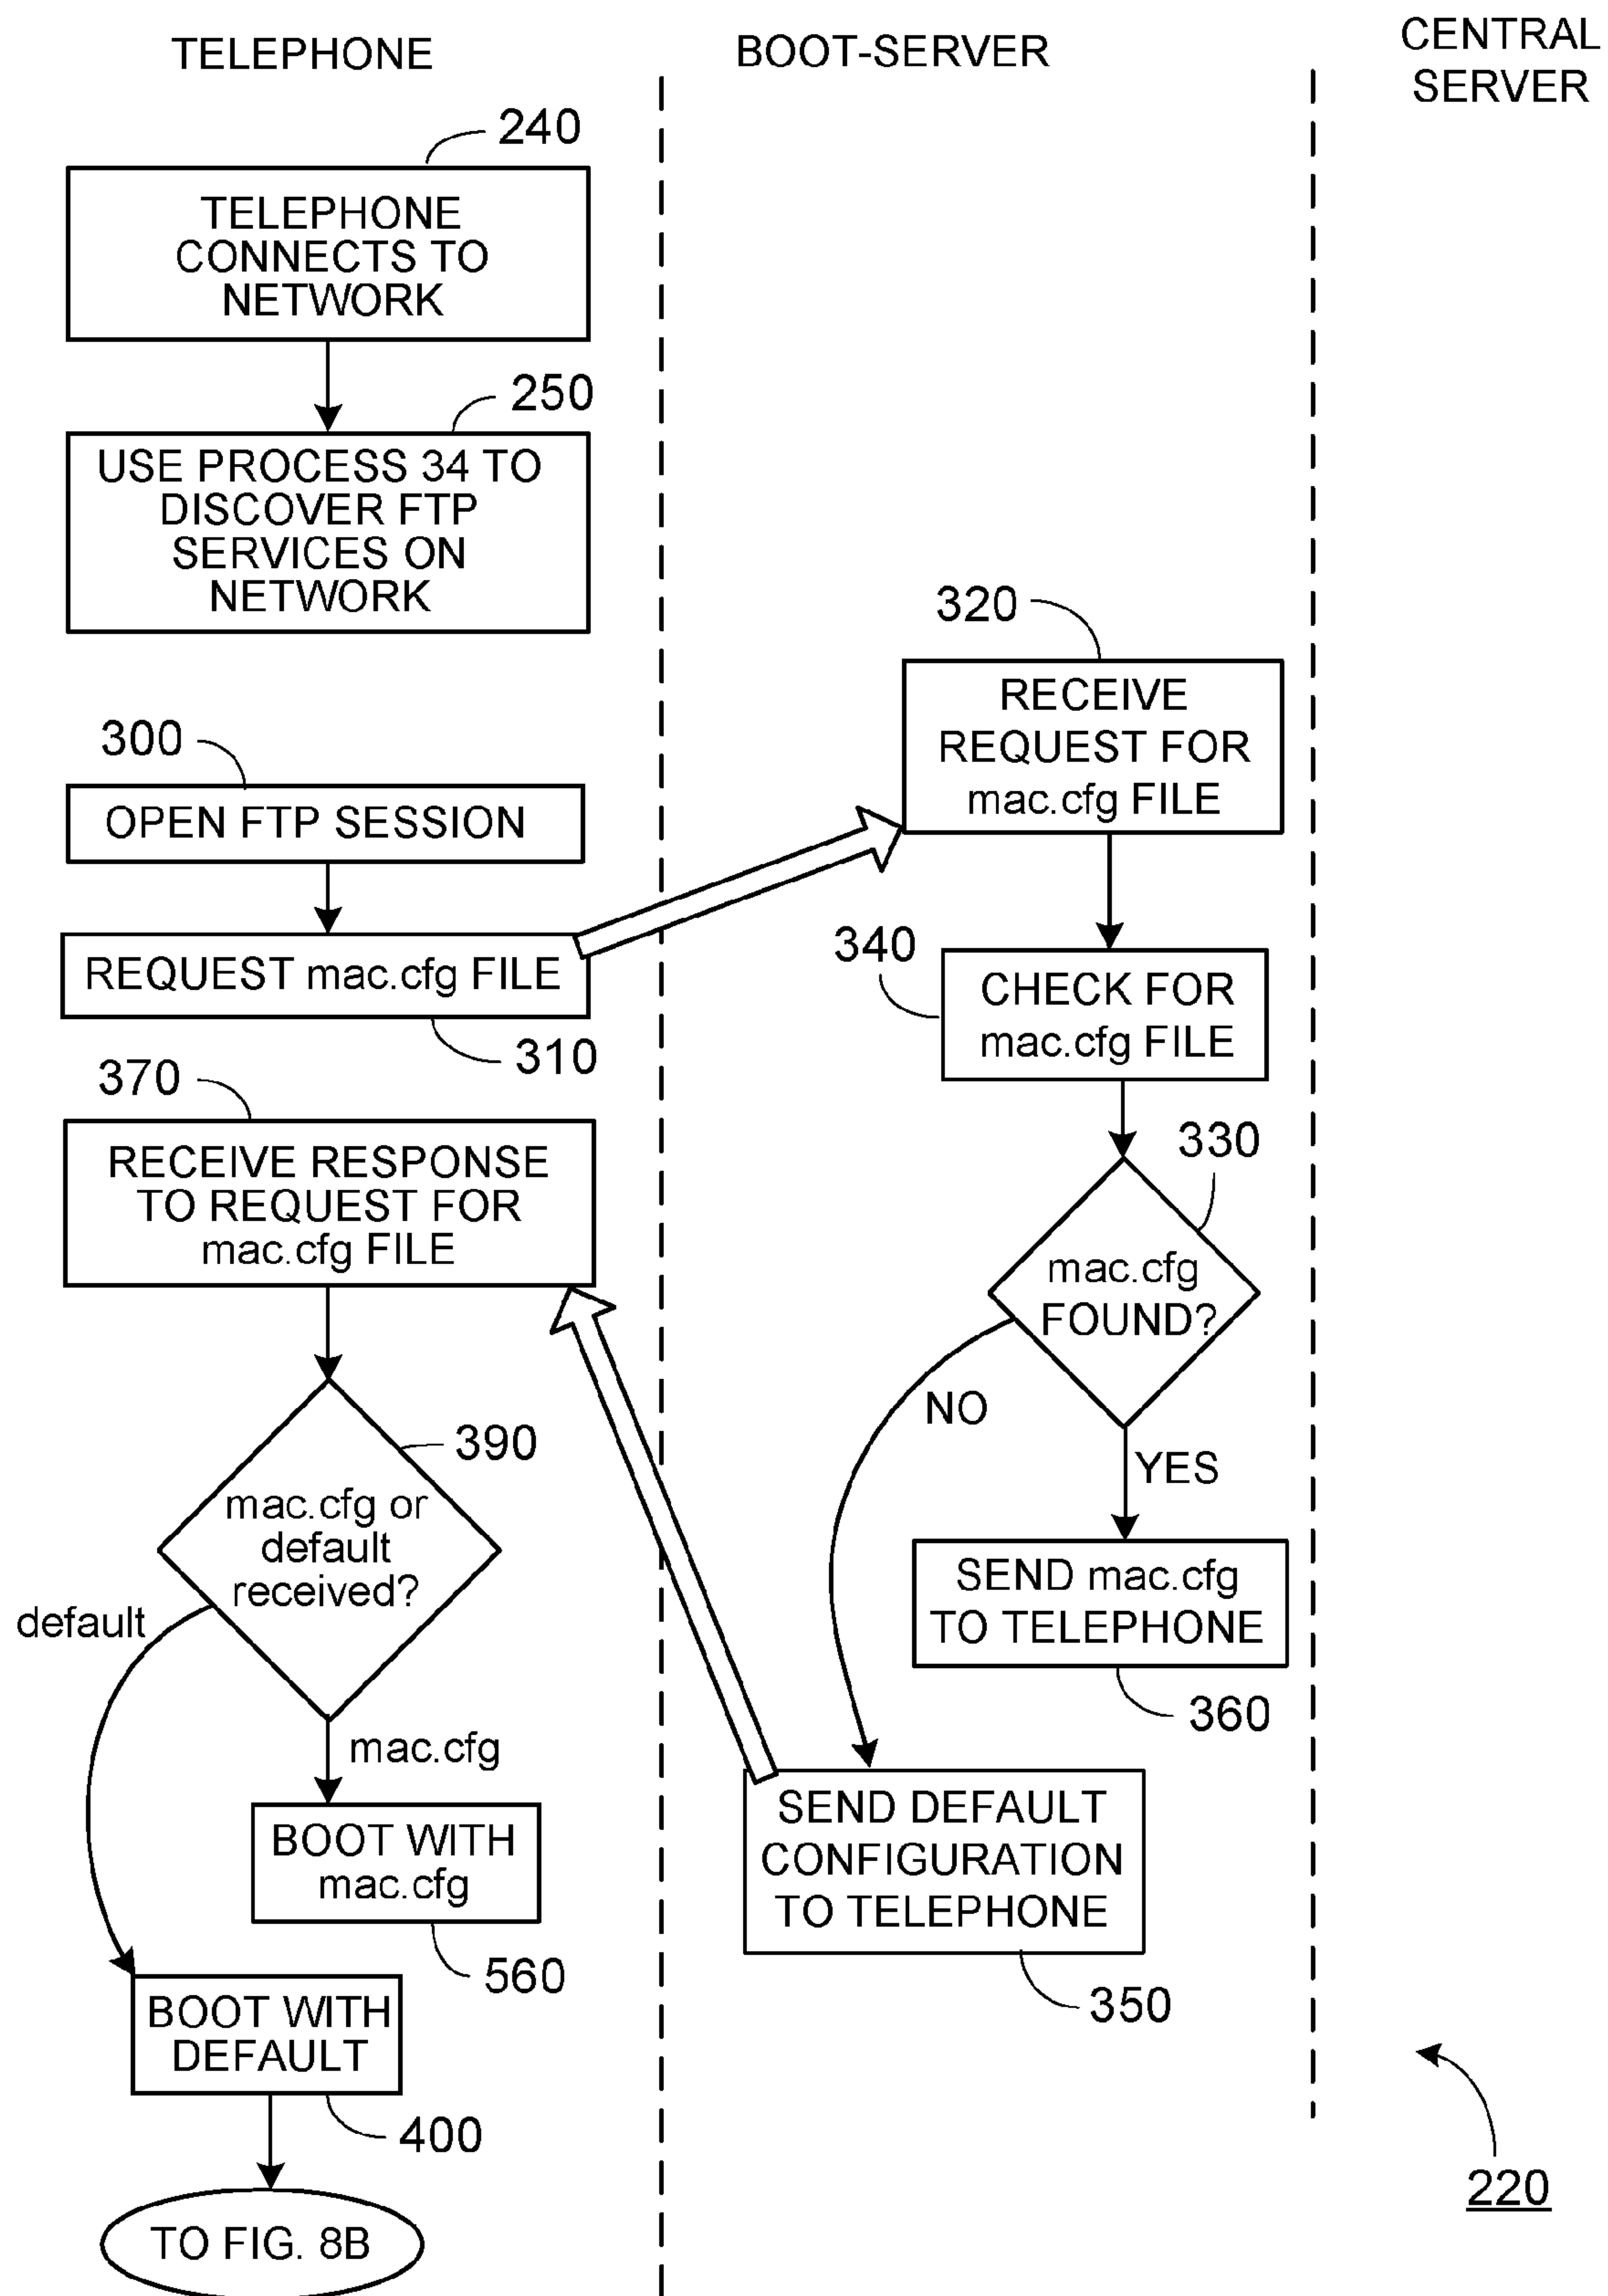 TELEPHONE
BOOT-SERVER
CENTRAL
SERVER
240
TELEPHONE
CONNECTS TO
NETWORK
250
USE PROCESS 34 TO
DISCOVER FTP
SERVICES ON
NETWORK
300
OPEN FTP SESSION
REQUEST mac.cfg FILE
310
320
RECEIVE
REQUEST FOR
mac.cfg FILE
340
CHECK FOR
mac.cfg FILE
330
mac.cfg
FOUND?
NO
YES
SEND mac.cfg
TO TELEPHONE
360
SEND DEFAULT
CONFIGURATION
TO TELEPHONE
350
370
RECEIVE RESPONSE
TO REQUEST FOR
mac.cfg FILE
390
mac.cfg or
default
received?
default
mac.cfg
BOOT WITH
mac.cfg
560
BOOT WITH
DEFAULT
400
TO FIG. 8B
220